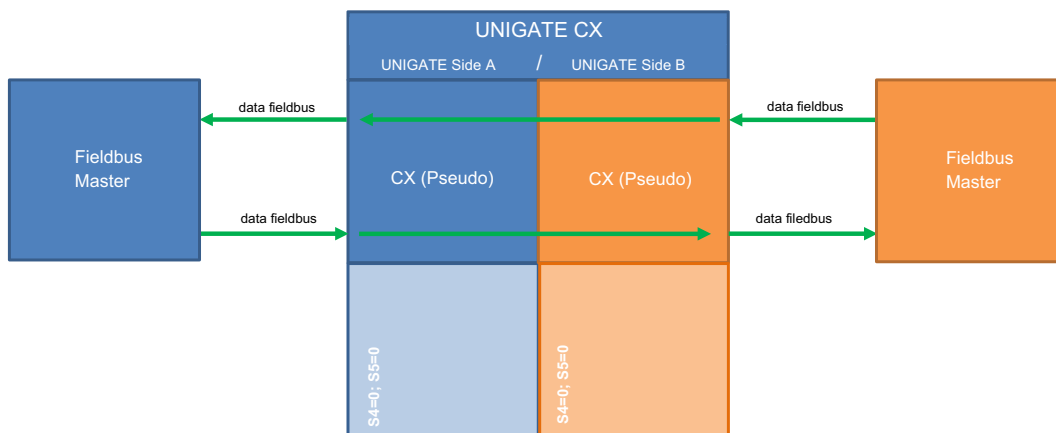 UNIGATE CX
UNIGATE Side A / UNIGATE Side B
data fieldbus
data fieldbus
Fieldbus
Master
CX (Pseudo)
CX (Pseudo)
Fieldbus
Master
data fieldbus
data filedbus
S4=0; S5=0
S4=0; S5=0